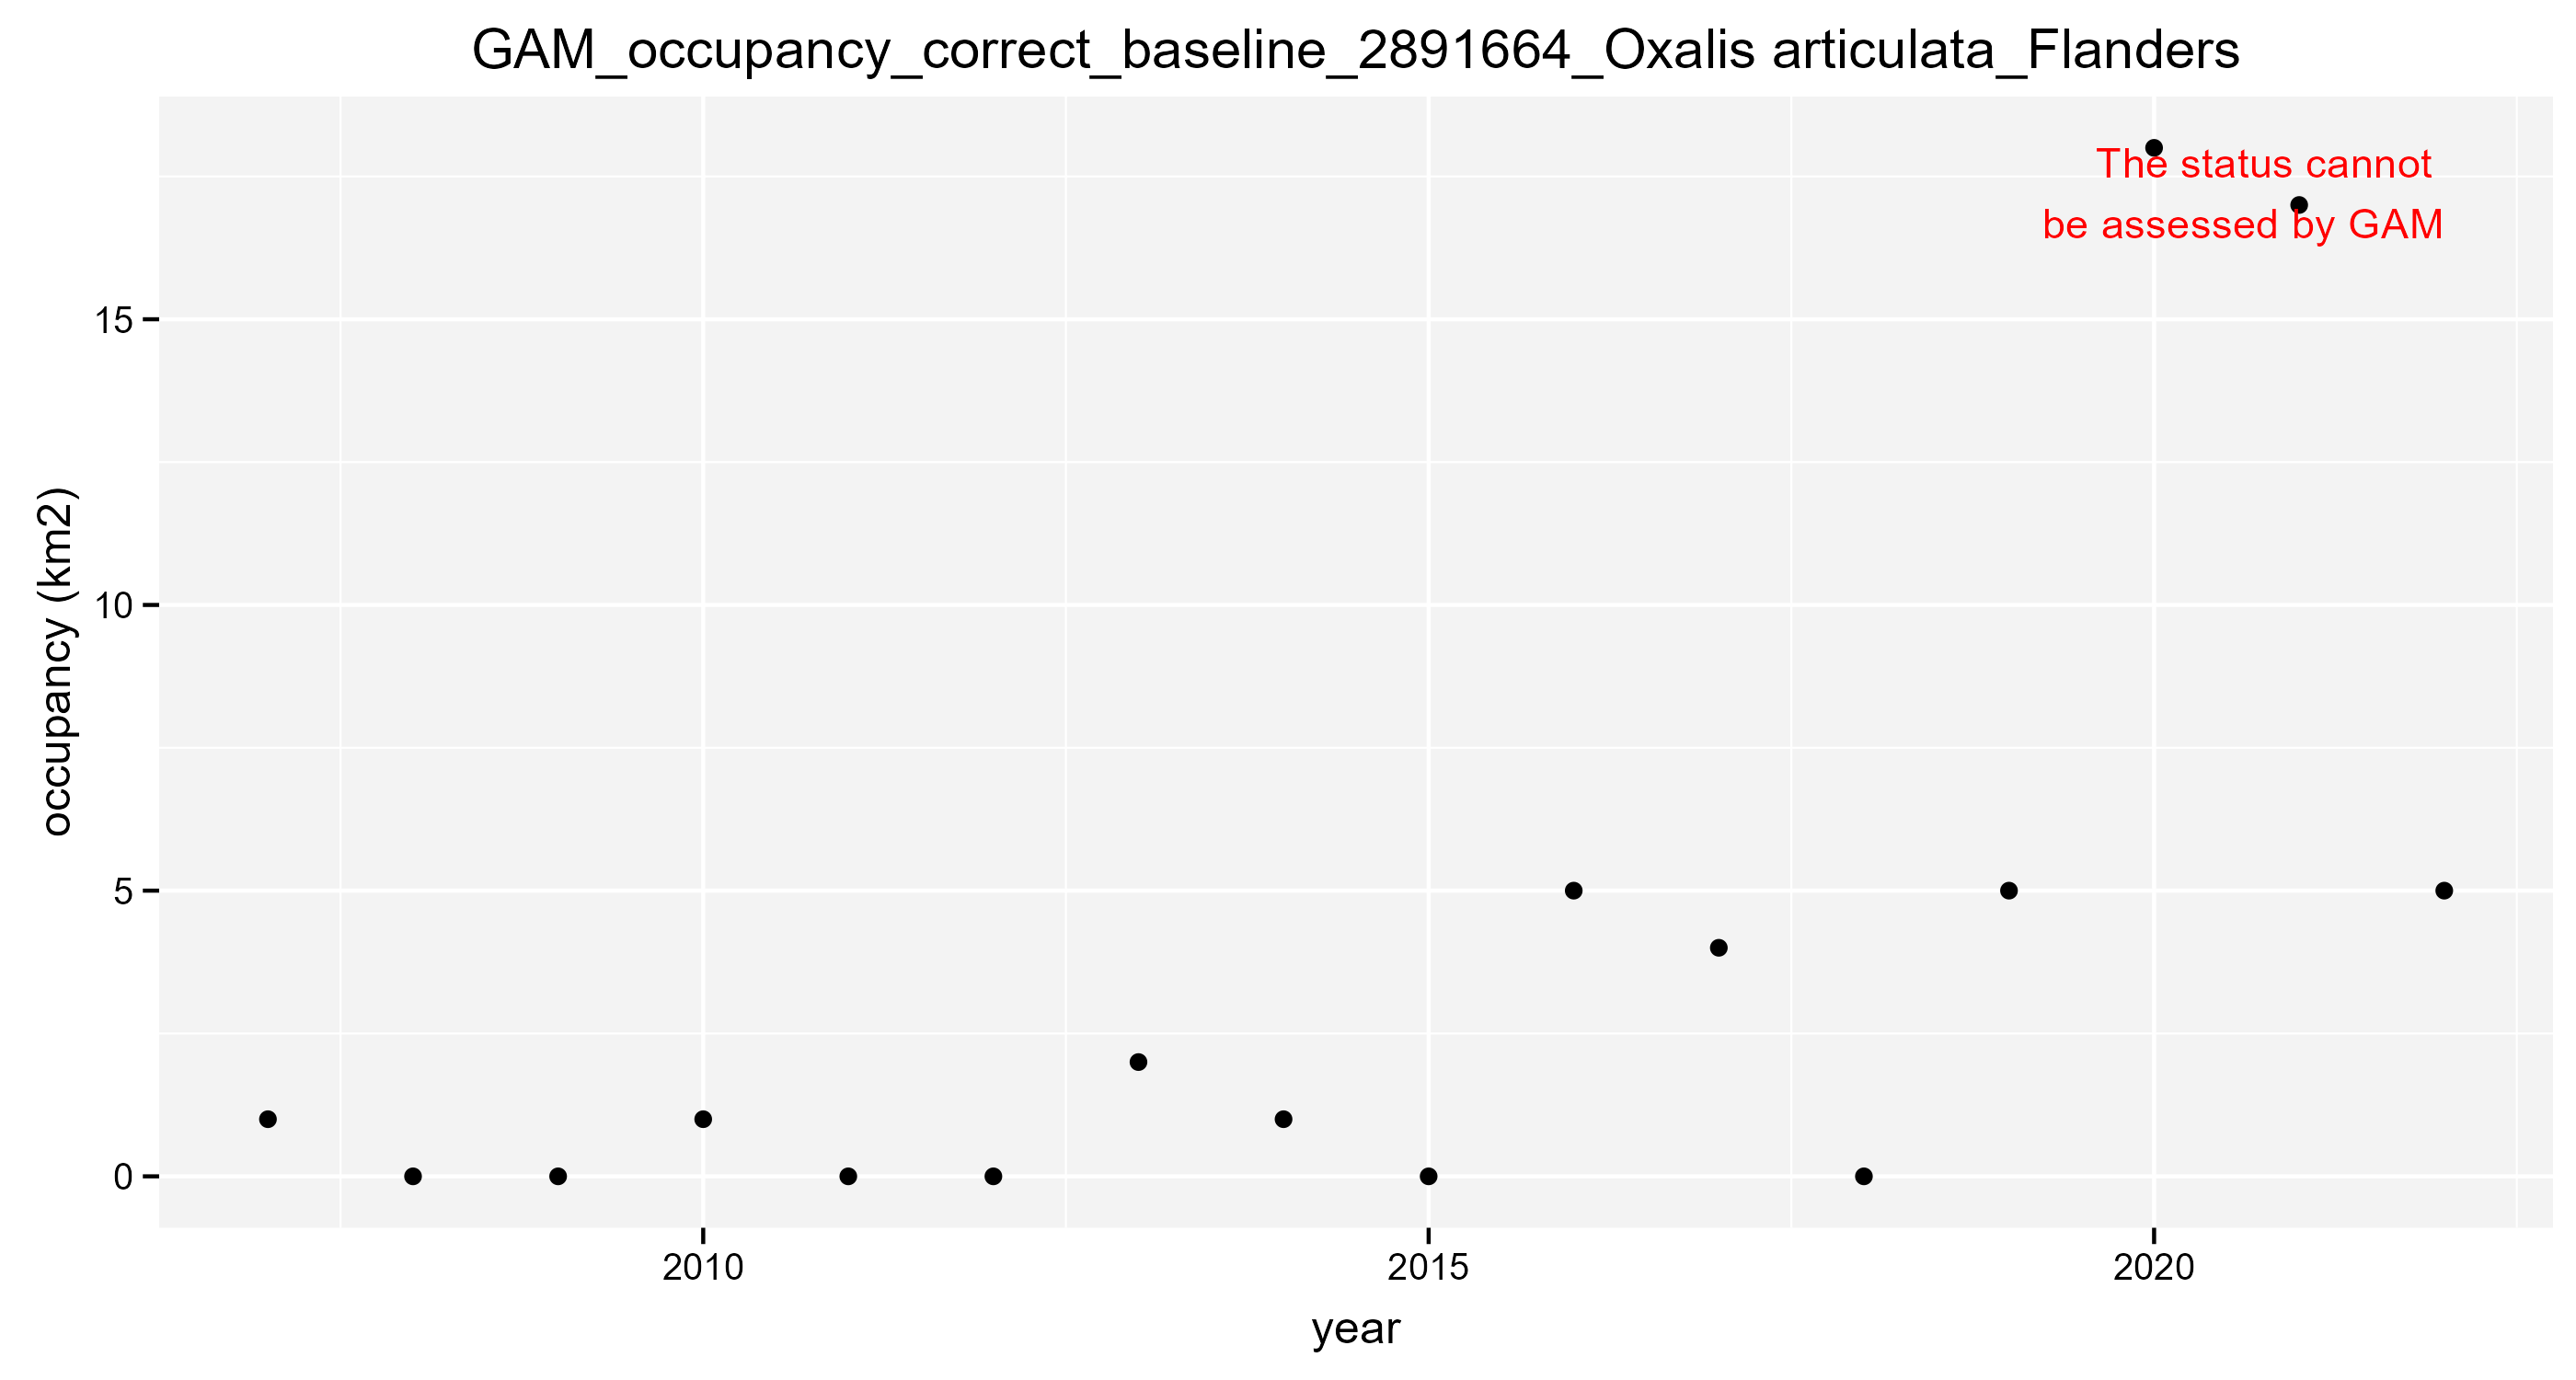 GAM_occupancy_correct_baseline_2891664_Oxalis articulata_Flanders
The status cannot
be assessed by GAM
15
10
5
0
occupancy (km2)
2010
2015
2020
year